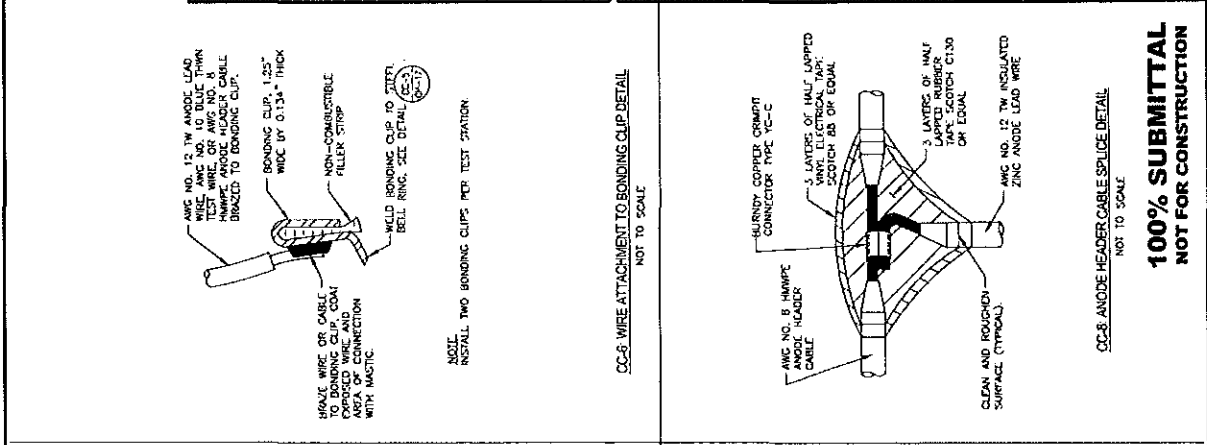 AWG NO. 12 TW ANODE LEAD
WIRE, AWG NO. 10 BLUE THWN
TEST WIRE, OR AWG NO. 8
HMWPE ANODE HEADER CABLE
BRAZED TO BONDING CLIP.
BONDING CLIP, 1.25"
WIDE BY 0.134" THICK
NON-COMBUSTIBLE
FILLER STRIP
WELD BONDING CLIP TO STEEL
BELL RING, SEE DETAIL
BRAZE WIRE OR CABLE
TO BONDING CLIP, COAT
EXPOSED WIRE AND
AREA OF CONNECTION
WITH MASTIC.
NOTE
INSTALL TWO BONDING CLIPS PER TEST STATION.
CC-6: WIRE ATTACHMENT TO BONDING CLIP DETAIL
NOT TO SCALE
BURNDY COPPER CRIMPIT
CONNECTOR TYPE YC-C
3 LAYERS OF HALF LAPPED
VINYL ELECTRICAL TAPE
SCOTCH 88 OR EQUAL
3 LAYERS OF HALF
LAPPED RUBBER
TAPE SCOTCH C130
OR EQUAL
AWG NO. 8 HMWPE
ANODE HEADER
CABLE
CLEAN AND ROUGHEN
SURFACE (TYPICAL).
AWG NO. 12 TW INSULATED
ZINC ANODE LEAD WIRE
CC-8: ANODE HEADER CABLE SPLICE DETAIL
NOT TO SCALE
100% SUBMITTAL
NOT FOR CONSTRUCTION